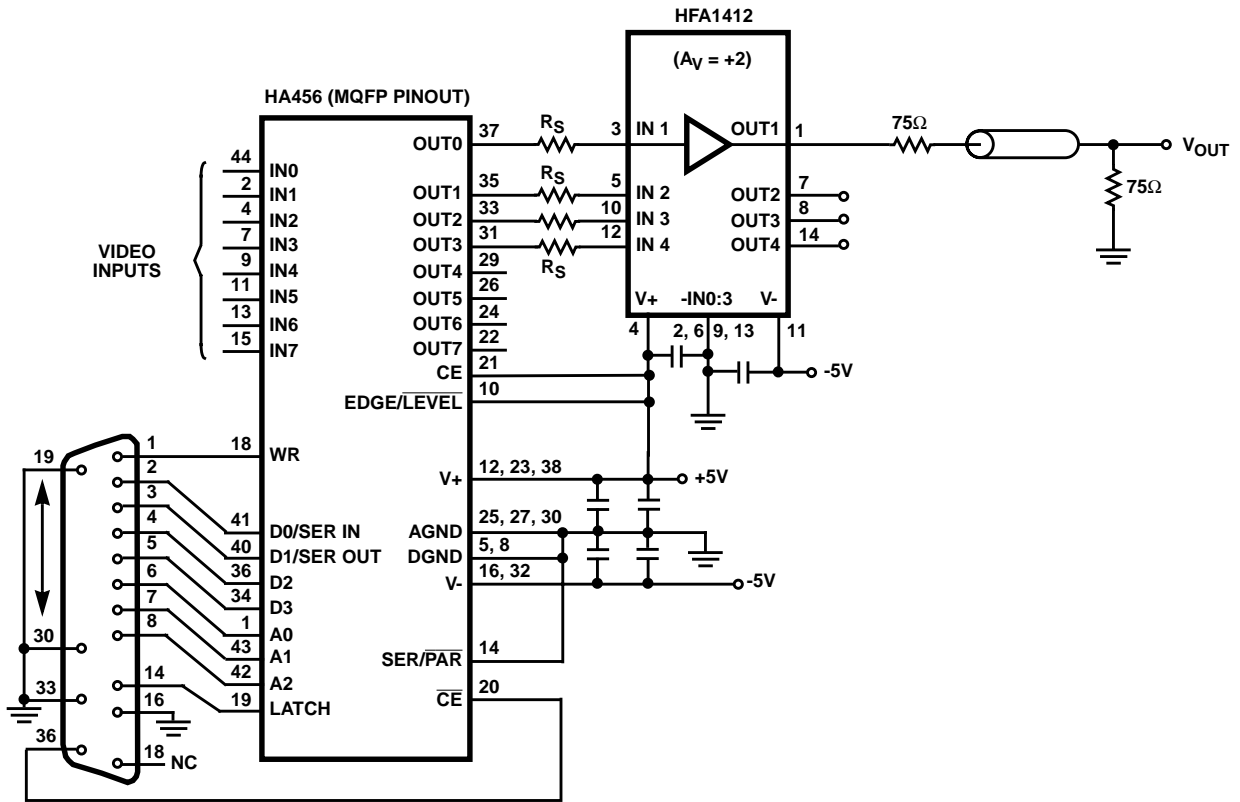 HFA1412
(AV = +2)
HA456 (MQFP PINOUT)
VIDEO
INPUTS
44 IN0
2 IN1
4 IN2
7 IN3
9 IN4
11 IN5
13 IN6
15 IN7
18 WR
41 D0/SER IN
40 D1/SER OUT
36 D2
34 D3
1 A0
43 A1
42 A2
19 LATCH
OUT0 37
OUT1 35
OUT2 33
OUT3 31
OUT4 29
OUT5 26
OUT6 24
OUT7 22
CE 21
EDGE/LEVEL 10
V+ 12, 23, 38
AGND 25, 27, 30
DGND 5, 8
V- 16, 32
SER/PAR 14
CE 20
RS
RS
RS
3 IN 1
5 IN 2
10 IN 3
12 IN 4
OUT1 1
OUT2 7
OUT3 8
OUT4 14
V+ -IN0:3 V-
4 2, 6 9, 13 11
-5V
+5V
-5V
75Ω
VOUT
75Ω
19
30
33
36
1
2
3
4
5
6
7
8
14
16
18 NC